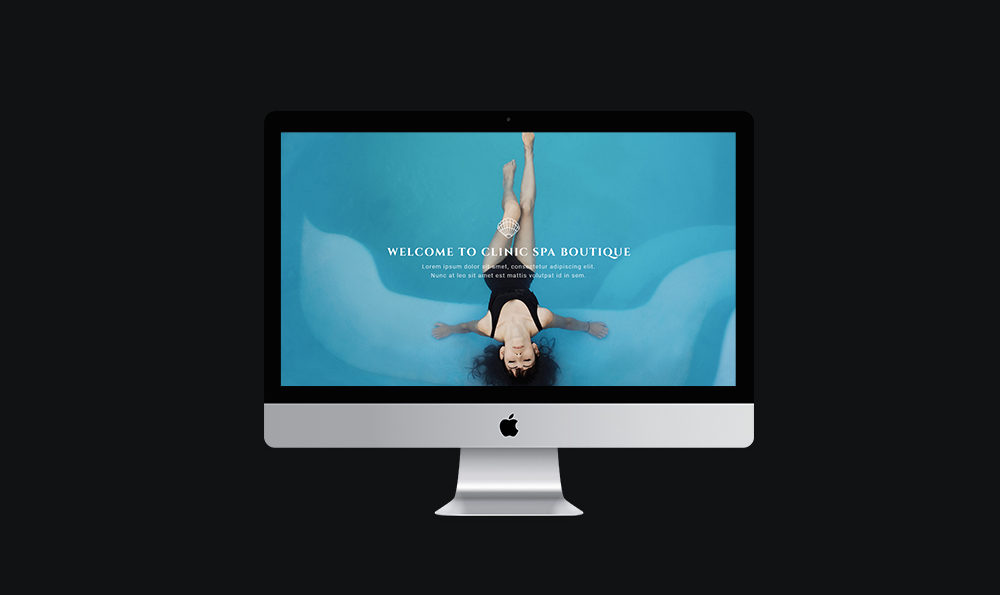 WELCOME TO CLINIC SPA BOUTIQUE
Lorem ipsum dolor sit amet, consectetur adipiscing elit.
Nunc at leo sit amet est mattis volutpat id in sem.